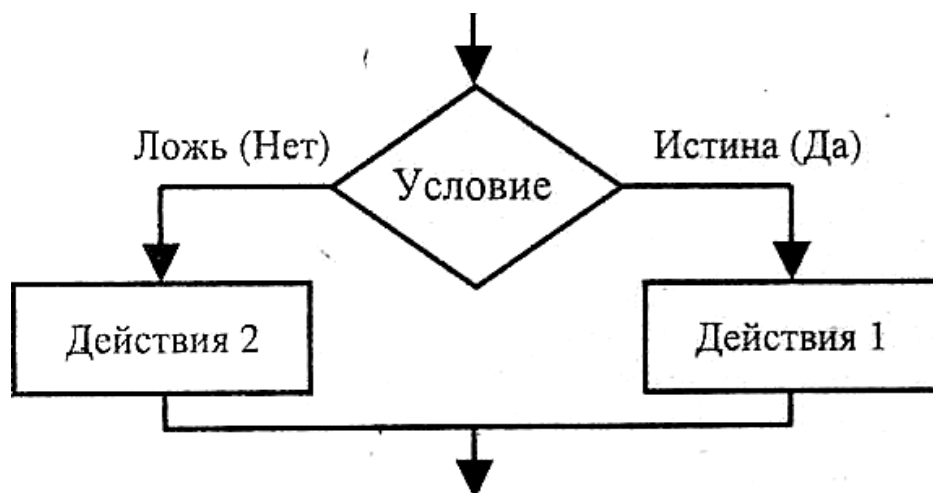 Ложь (Нет)
Истина (Да)
Условие
Действия 2
Действия 1